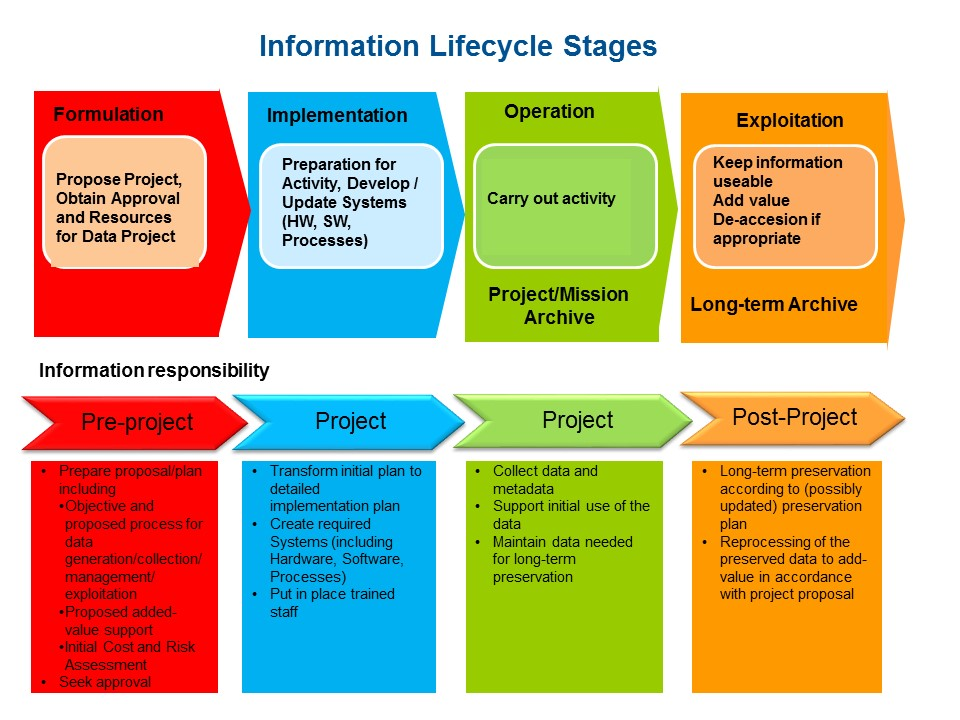 Information Lifecycle Stages
Formulation
Propose Project,
Obtain Approval
and Resources
for Data Project
Implementation
Preparation for
Activity, Develop /
Update Systems
(HW, SW,
Processes)
Operation
Carry out activity
Project/Mission
Archive
Exploitation
Keep information
useable
Add value
De-accesion if
appropriate
Long-term Archive
Information responsibility
Pre-project
• Prepare proposal/plan
including
•Objective and
proposed process for
data
generation/collection/
management/
exploitation
•Proposed added-
value support
•Initial Cost and Risk
Assessment
• Seek approval
Project
• Transform initial plan to
detailed
implementation plan
• Create required
Systems (including
Hardware, Software,
Processes)
• Put in place trained
staff
Project
• Collect data and
metadata
• Support initial use of the
data
• Maintain data needed
for long-term
preservation
Post-Project
• Long-term preservation
according to (possibly
updated) preservation
plan
• Reprocessing of the
preserved data to add-
value in accordance
with project proposal